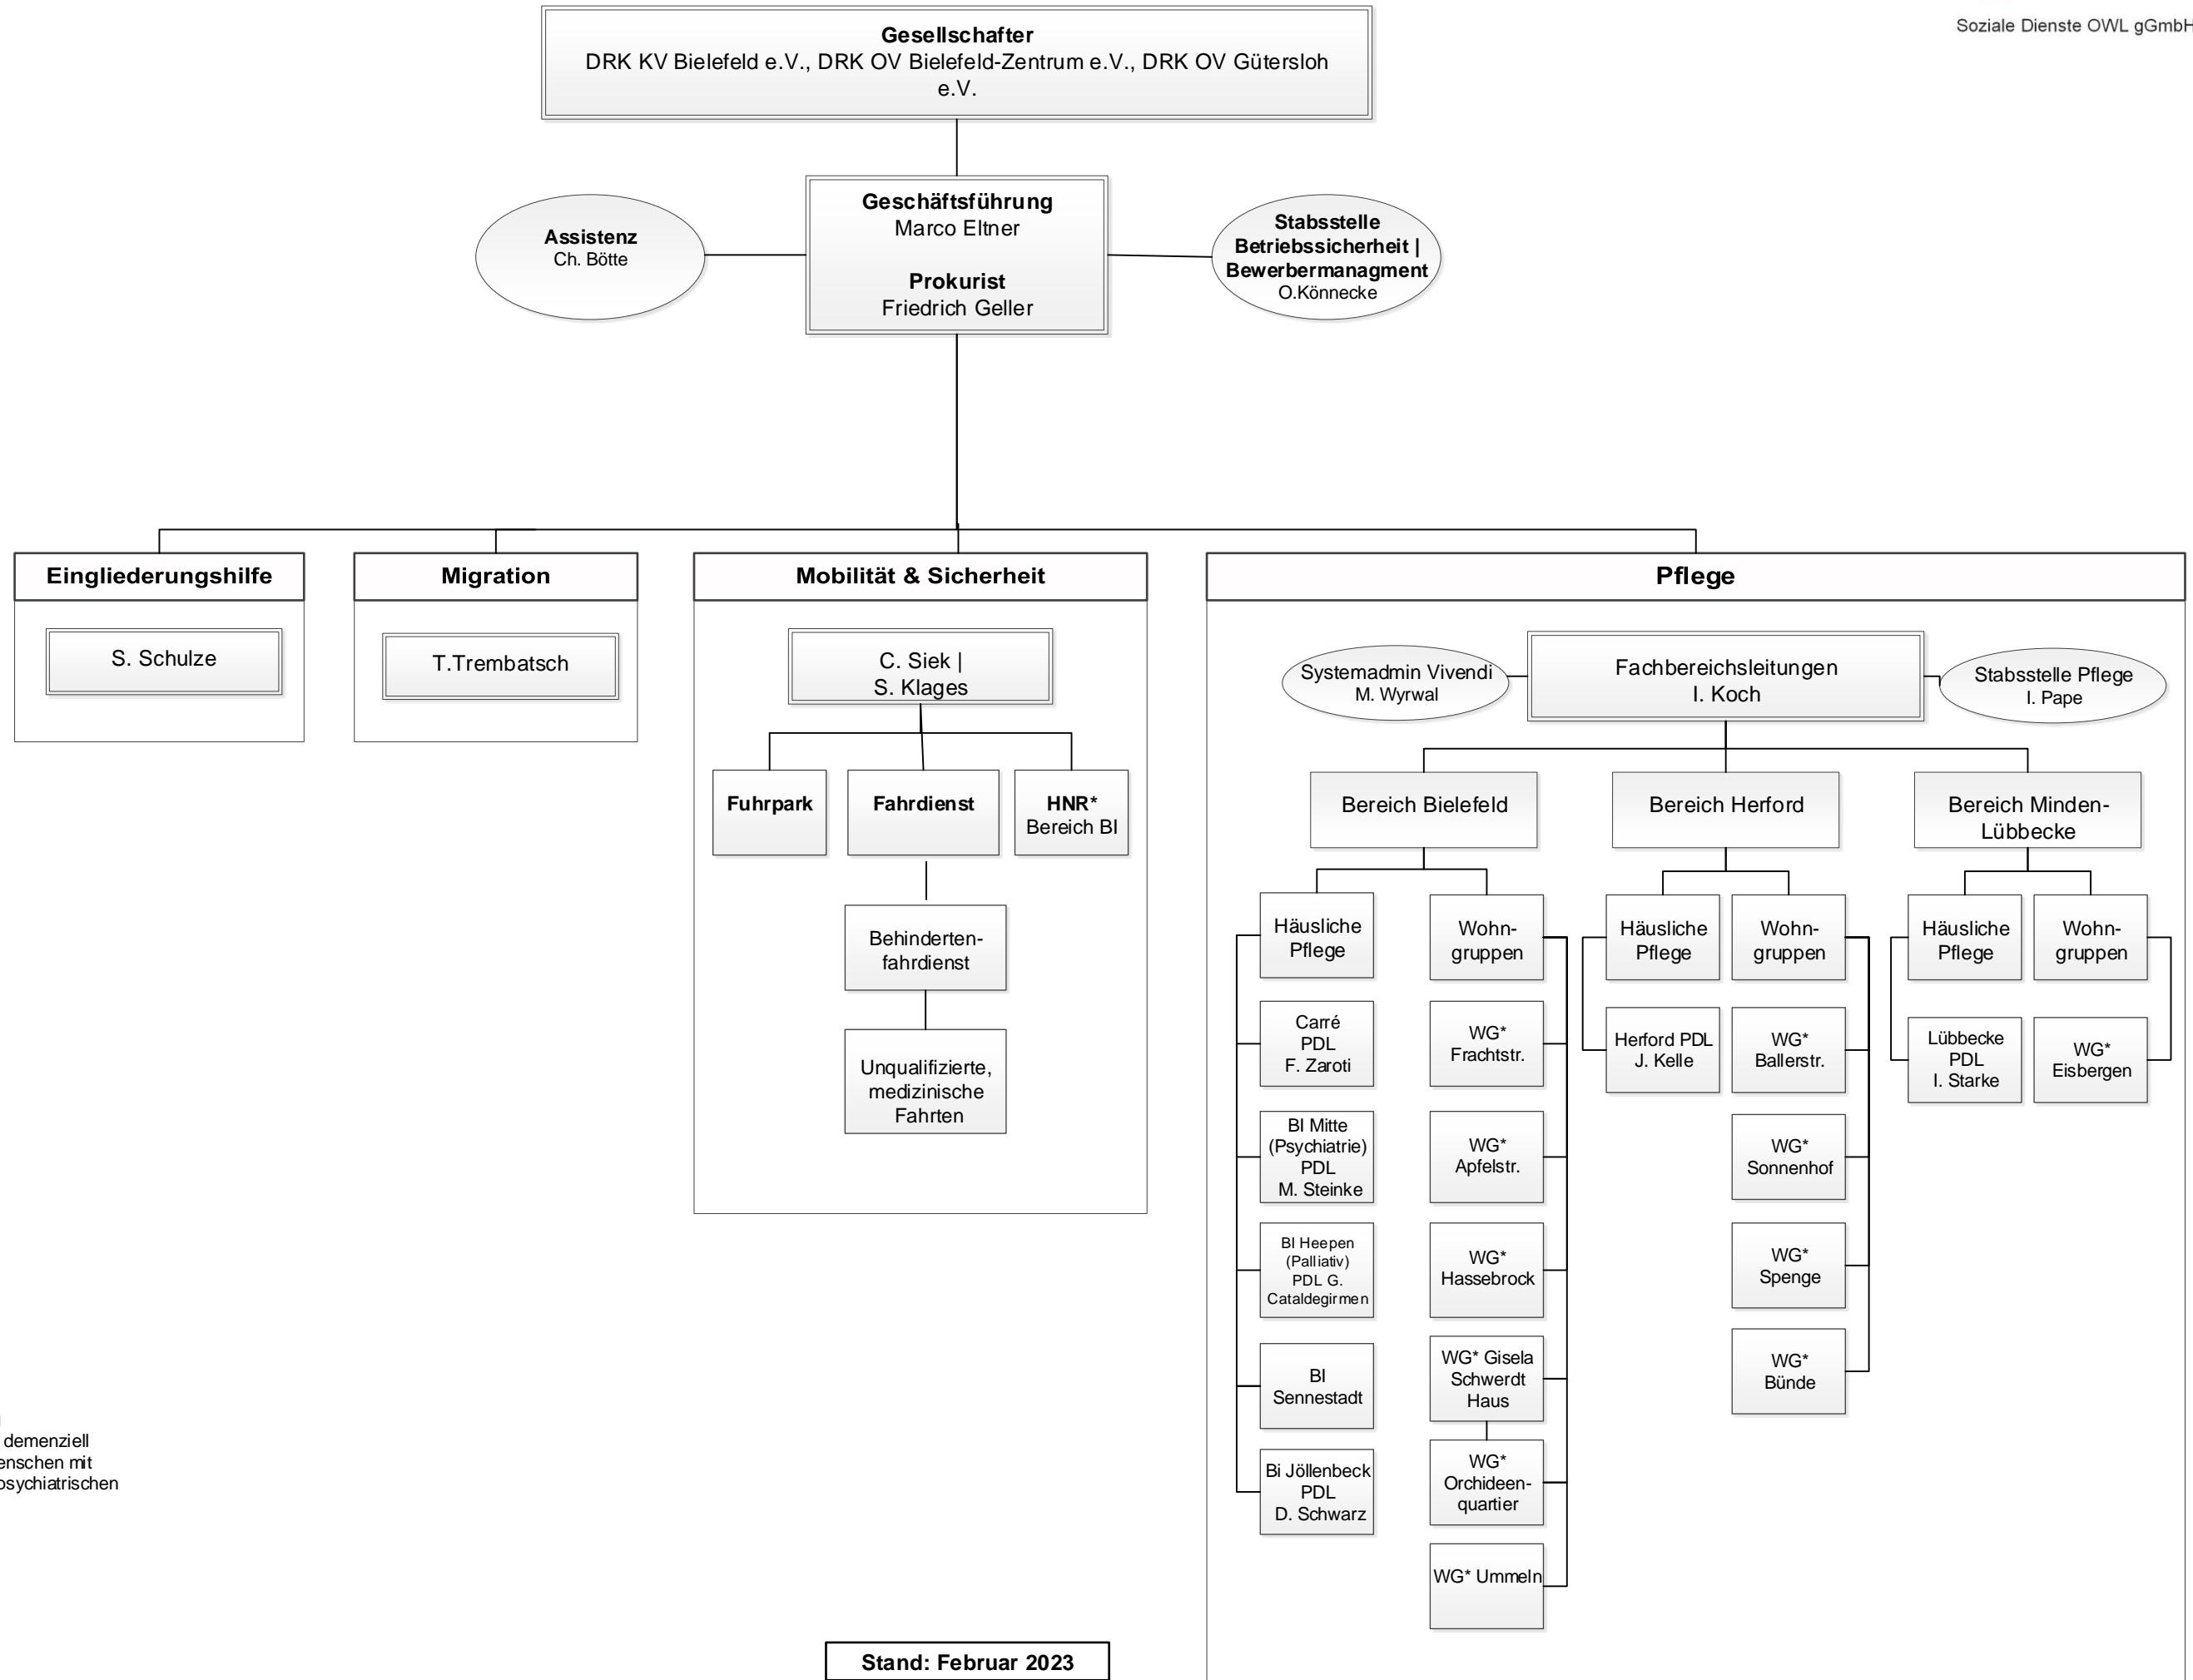 Soziale Dienste OWL gGmbH
Gesellschafter
DRK KV Bielefeld e.V., DRK OV Bielefeld-Zentrum e.V., DRK OV Gütersloh
e.V.
Geschäftsführung
Marco Eltner
Prokurist
Friedrich Geller
Assistenz
Ch. Bötte
Stabsstelle
Betriebssicherheit |
Bewerbermanagment
O.Könnecke
Eingliederungshilfe
S. Schulze
Migration
T.Trembatsch
Mobilität & Sicherheit
C. Siek |
S. Klages
Fuhrpark
Fahrdienst
HNR*
Bereich BI
Behinderten-
fahrdienst
Unqualifizierte,
medizinische
Fahrten
Pflege
Systemadmin Vivendi
M. Wyrwal
Fachbereichsleitungen
I. Koch
Stabsstelle Pflege
I. Pape
Bereich Bielefeld
Häusliche
Pflege
Carré
PDL
F. Zaroti
BI Mitte
(Psychiatrie)
PDL
M. Steinke
BI Heepen
(Palliativ)
PDL G.
Cataldegirmen
BI
Sennestadt
Bi Jöllenbeck
PDL
D. Schwarz
Wohn-
gruppen
WG*
Frachtstr.
WG*
Apfelstr.
WG*
Hassebrock
WG* Gisela
Schwerdt
Haus
WG*
Orchideen-
quartier
WG* Ummeln
Bereich Herford
Häusliche
Pflege
Herford PDL
J. Kelle
Wohn-
gruppen
WG*
Ballerstr.
WG*
Sonnenhof
WG*
Spenge
WG*
Bünde
Bereich Minden-
Lübbecke
Häusliche
Pflege
Lübbecke
PDL
I. Starke
Wohn-
gruppen
WG*
Eisbergen
demenziell
enschen mit
psychiatrischen
Stand: Februar 2023